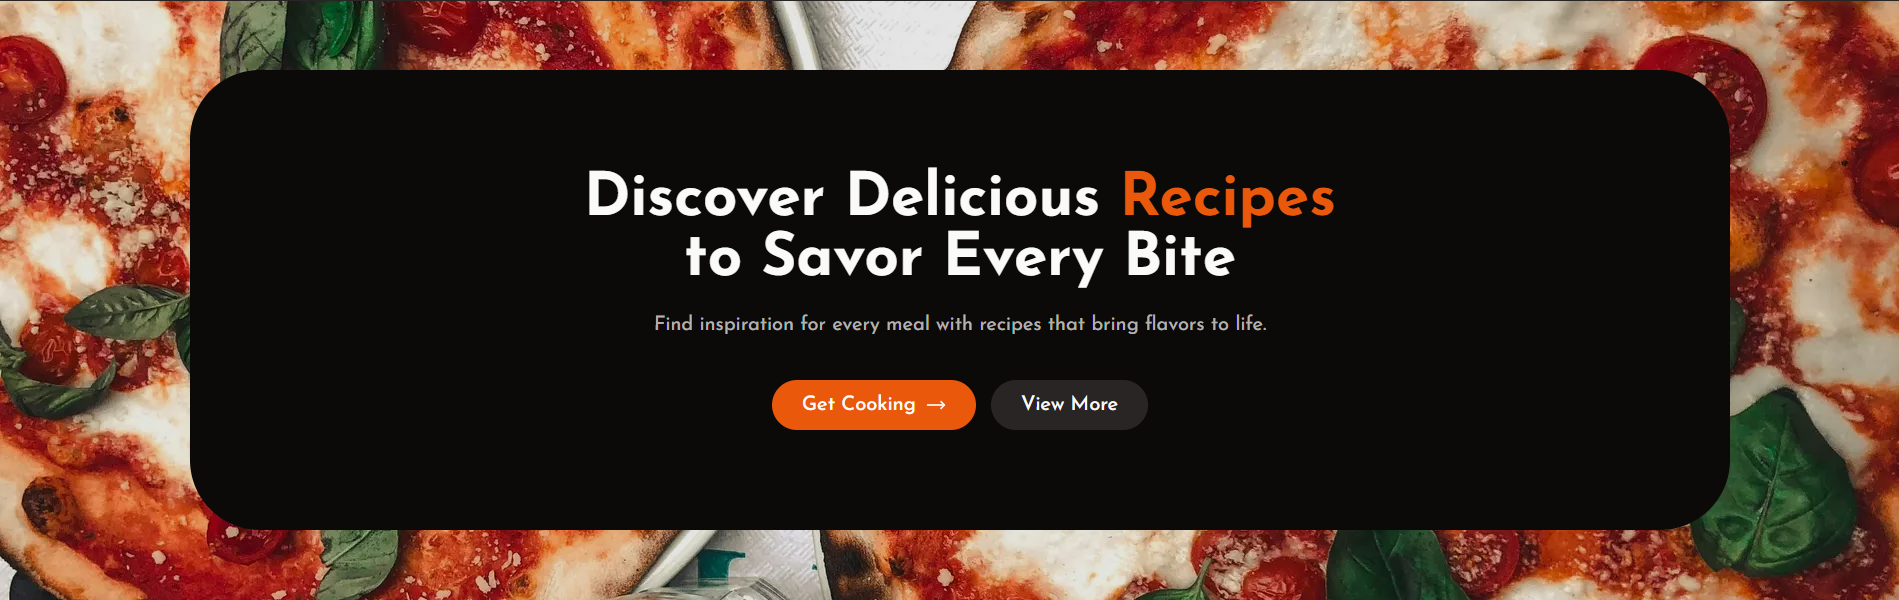 Discover Delicious Recipes
to Savor Every Bite
Find inspiration for every meal with recipes that bring flavors to life.
Get Cooking →
View More